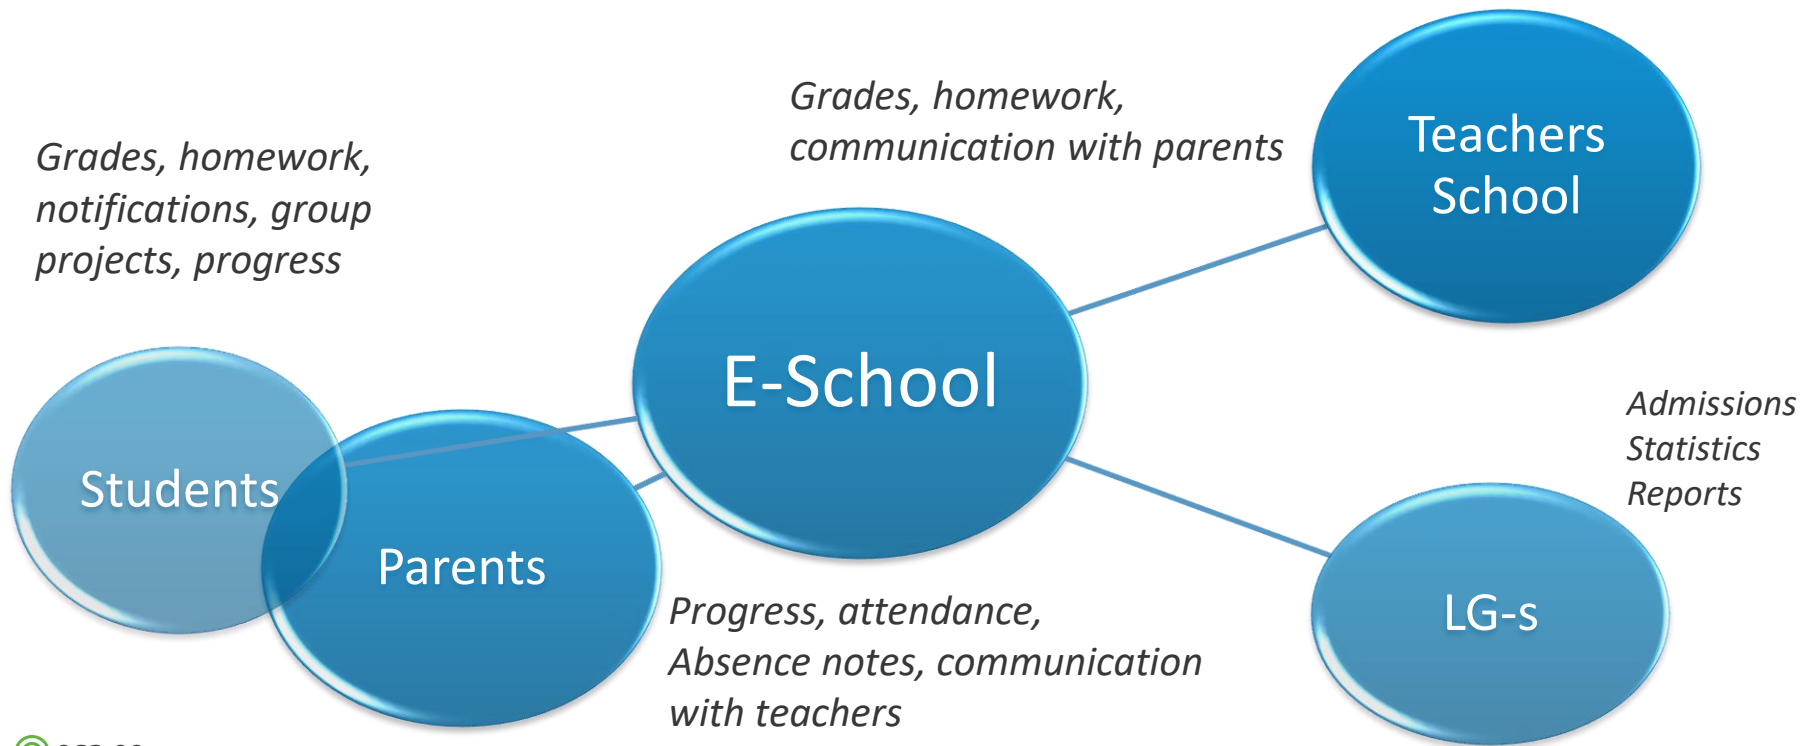 Grades, homework,
communication with parents
Teachers
School
Grades, homework,
notifications, group
projects, progress
E-School
Admissions
Statistics
Reports
Students
Parents
LG-s
Progress, attendance,
Absence notes, communication
with teachers